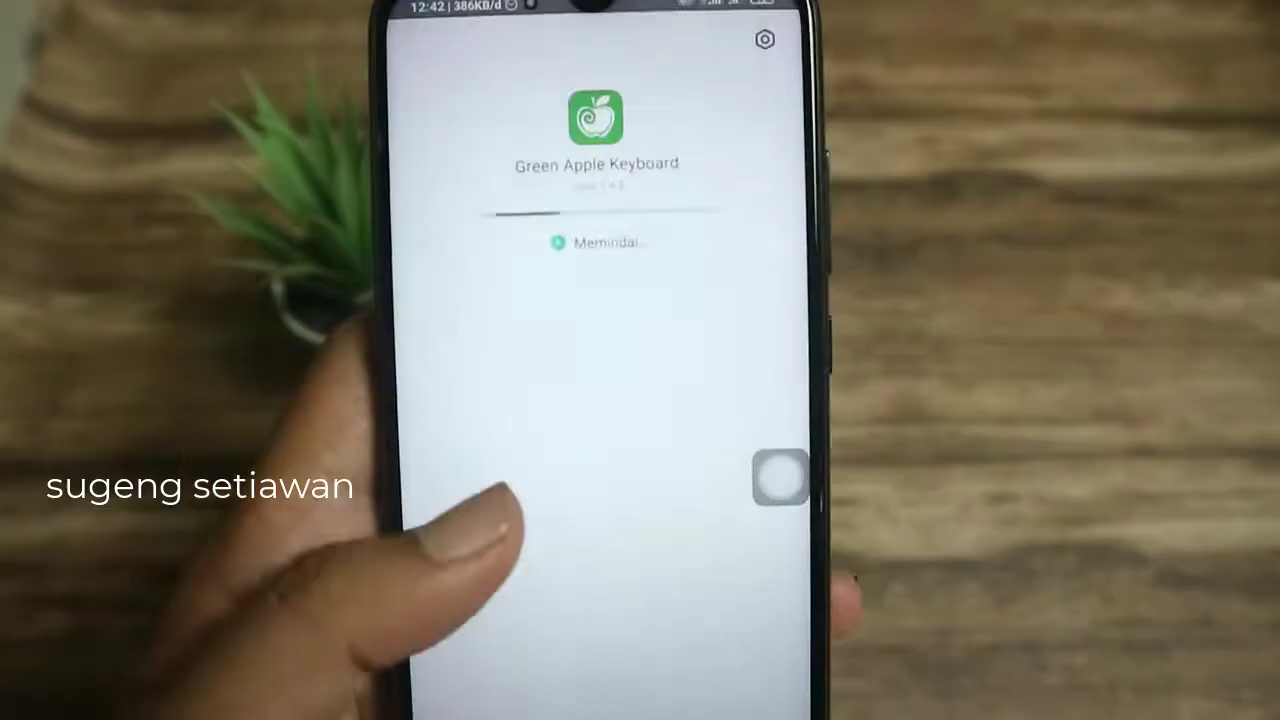 12:42 | 386KB/d
Green Apple Keyboard
Memindai...
sugeng setiawan